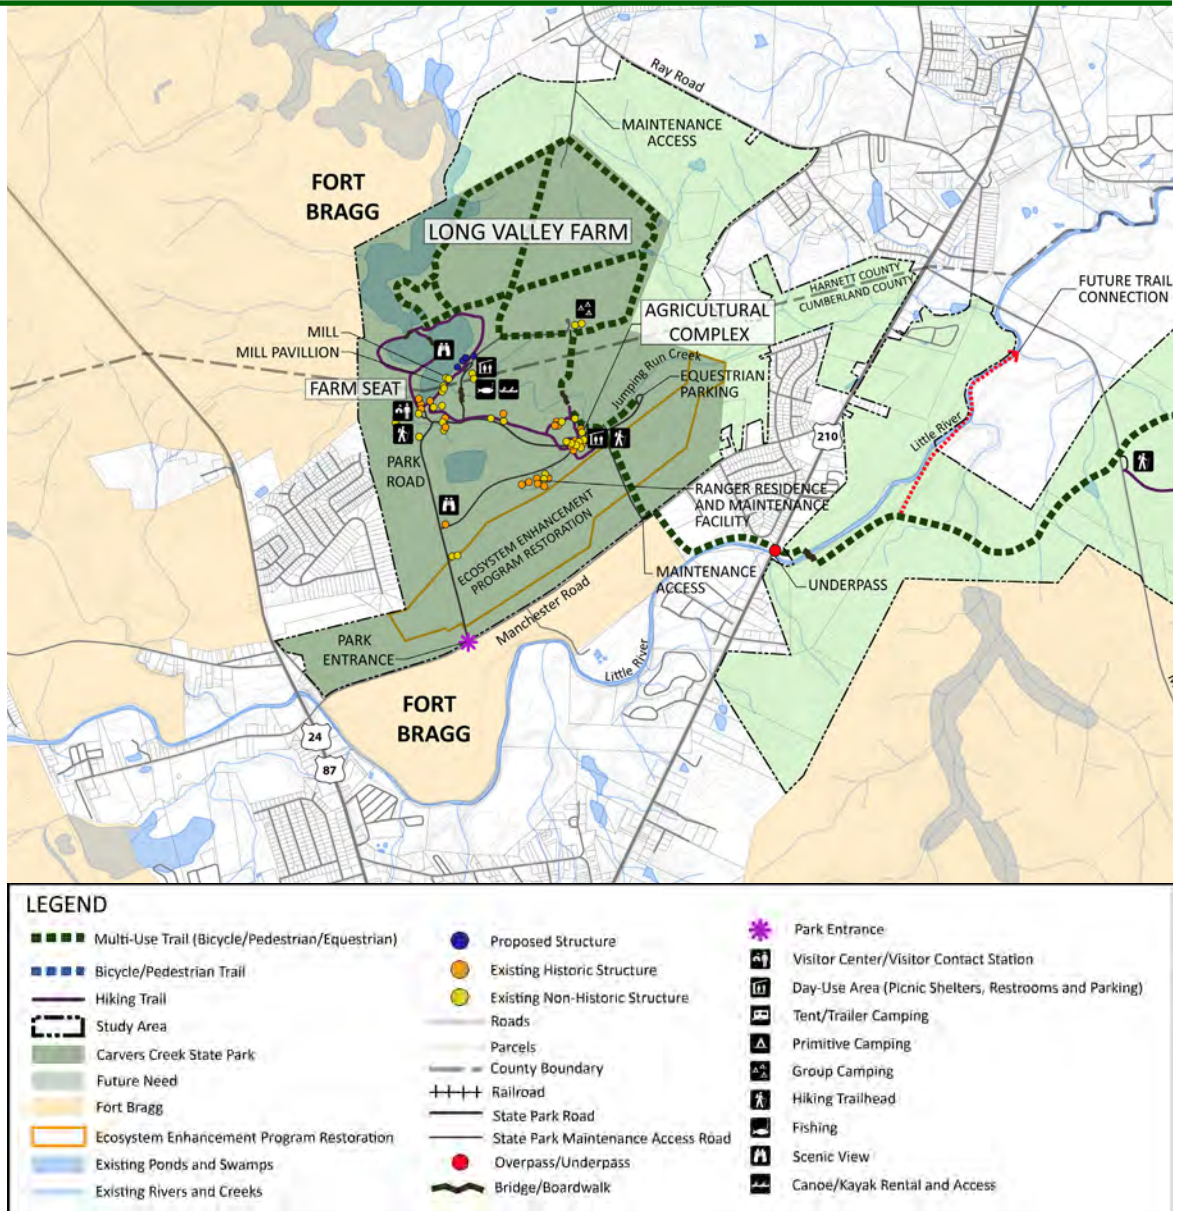 Ray Road
MAINTENANCE
ACCESS
FORT
BRAGG
LONG VALLEY FARM
HARNETT COUNTY
CUMBERLAND COUNTY
FUTURE TRAIL
CONNECTION
AGRICULTURAL
COMPLEX
MILL
MILL PAVILLION
Jumping Run Creek
EQUESTRIAN
PARKING
FARM SEAT
Little River
210
PARK
ROAD
RANGER RESIDENCE
AND MAINTENANCE
FACILITY
ECOSYSTEM ENHANCEMENT
PROGRAM RESTORATION
MAINTENANCE
ACCESS
UNDERPASS
Manchester Road
PARK
ENTRANCE
Little River
FORT
BRAGG
24
87
LEGEND
Multi-Use Trail (Bicycle/Pedestrian/Equestrian)
Bicycle/Pedestrian Trail
Hiking Trail
Study Area
Carvers Creek State Park
Future Need
Fort Bragg
Ecosystem Enhancement Program Restoration
Existing Ponds and Swamps
Existing Rivers and Creeks
Proposed Structure
Existing Historic Structure
Existing Non-Historic Structure
Roads
Parcels
County Boundary
Railroad
State Park Road
State Park Maintenance Access Road
Overpass/Underpass
Bridge/Boardwalk
Park Entrance
Visitor Center/Visitor Contact Station
Day-Use Area (Picnic Shelters, Restrooms and Parking)
Tent/Trailer Camping
Primitive Camping
Group Camping
Hiking Trailhead
Fishing
Scenic View
Canoe/Kayak Rental and Access